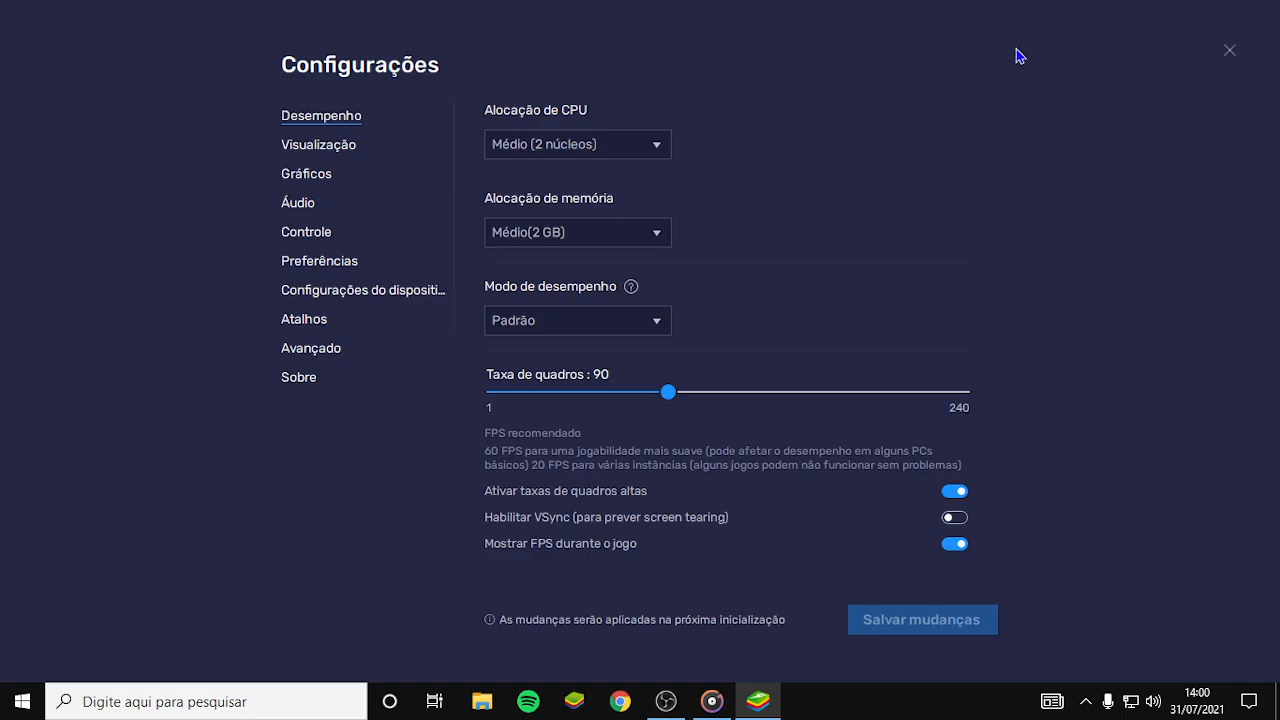 Configurações
Desempenho
Visualização
Gráficos
Áudio
Controle
Preferências
Configurações do dispositi...
Atalhos
Avançado
Sobre
Alocação de CPU
Médio (2 núcleos)
Alocação de memória
Médio(2 GB)
Modo de desempenho ?
Padrão
Taxa de quadros : 90
1
240
FPS recomendado
60 FPS para uma jogabilidade mais suave (pode afetar o desempenho em alguns PCs
básicos) 20 FPS para várias instâncias (alguns jogos podem não funcionar sem problemas)
Ativar taxas de quadros altas
Habilitar VSync (para prever screen tearing)
Mostrar FPS durante o jogo
As mudanças serão aplicadas na próxima inicialização
Salvar mudanças
Digite aqui para pesquisar
14:00
31/07/2021